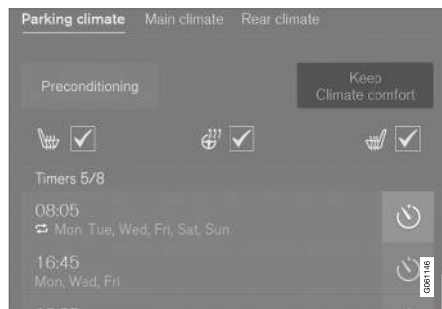 Parking climate Main climate Rear climate
Preconditioning
Keep
Climate comfort
Timers 5/8
08:05
Mon, Tue, Wed, Fri, Sat, Sun
16:45
Mon, Wed, Fri
G061146